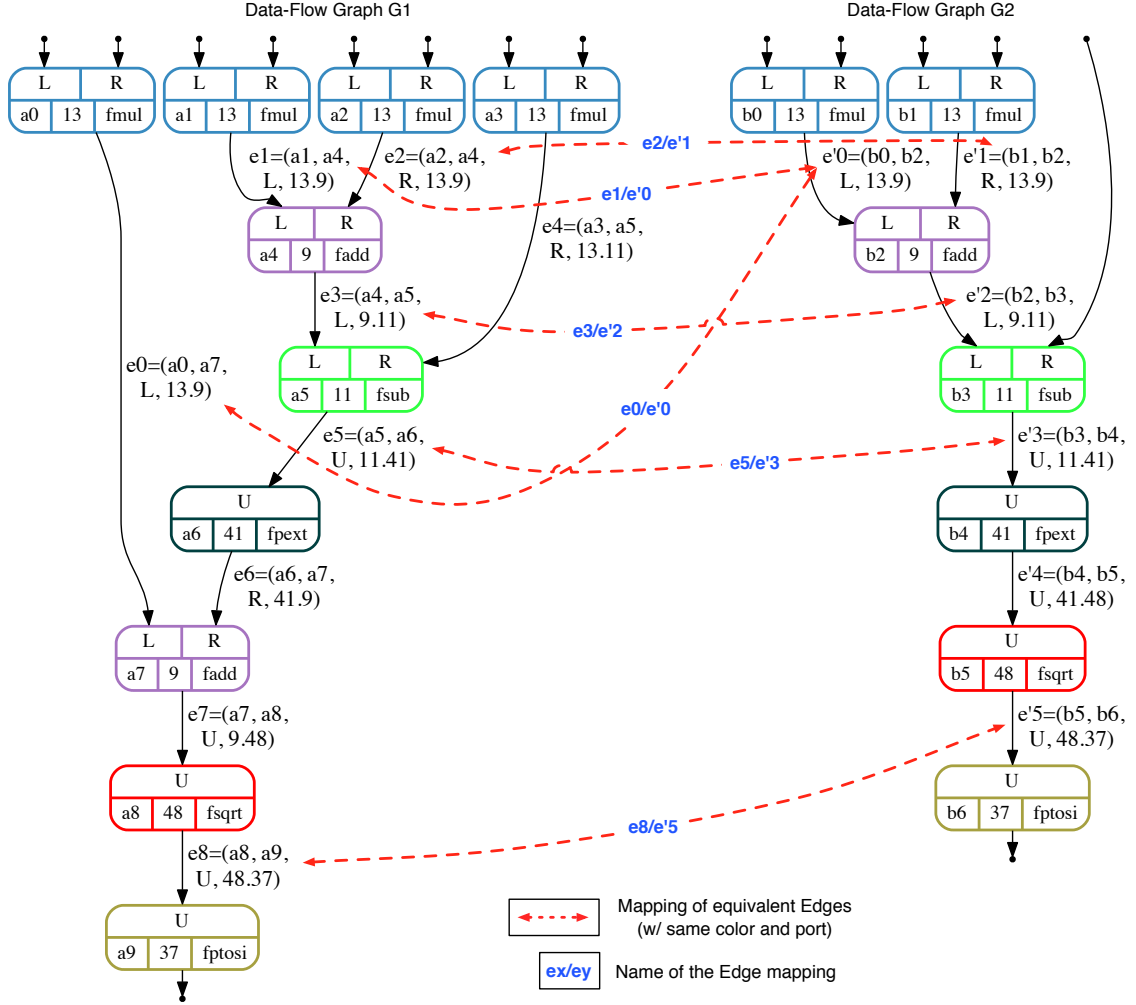 Data-Flow Graph G1
Data-Flow Graph G2
L R
a0 13 fmul
L R
a1 13 fmul
L R
a2 13 fmul
L R
a3 13 fmul
L R
b0 13 fmul
L R
b1 13 fmul
e1=(a1, a4,
L, 13.9)
e2=(a2, a4,
R, 13.9)
e2/e'1
e'0=(b0, b2,
L, 13.9)
e'1=(b1, b2,
R, 13.9)
e1/e'0
L R
a4 9 fadd
e4=(a3, a5,
R, 13.11)
L R
b2 9 fadd
e3=(a4, a5,
L, 9.11)
e3/e'2
e'2=(b2, b3,
L, 9.11)
e0=(a0, a7,
L, 13.9)
L R
a5 11 fsub
e0/e'0
L R
b3 11 fsub
e5=(a5, a6,
U, 11.41)
e5/e'3
e'3=(b3, b4,
U, 11.41)
U
a6 41 fpext
U
b4 41 fpext
e6=(a6, a7,
R, 41.9)
e'4=(b4, b5,
U, 41.48)
L R
a7 9 fadd
U
b5 48 fsqrt
e7=(a7, a8,
U, 9.48)
e'5=(b5, b6,
U, 48.37)
U
a8 48 fsqrt
U
b6 37 fptosi
e8/e'5
e8=(a8, a9,
U, 48.37)
U
a9 37 fptosi
Mapping of equivalent Edges
(w/ same color and port)
ex/ey Name of the Edge mapping